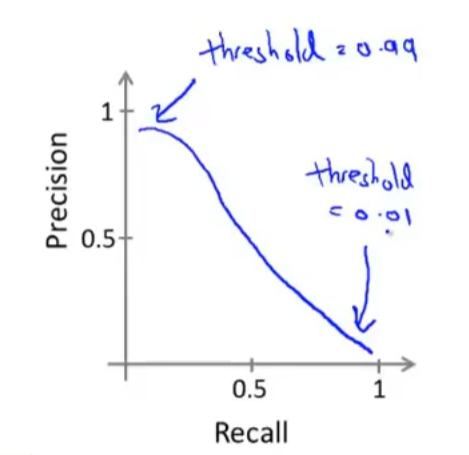 threshold = 0.99
1
Precision
threshold
= 0.01
0.5
0.5
1
Recall